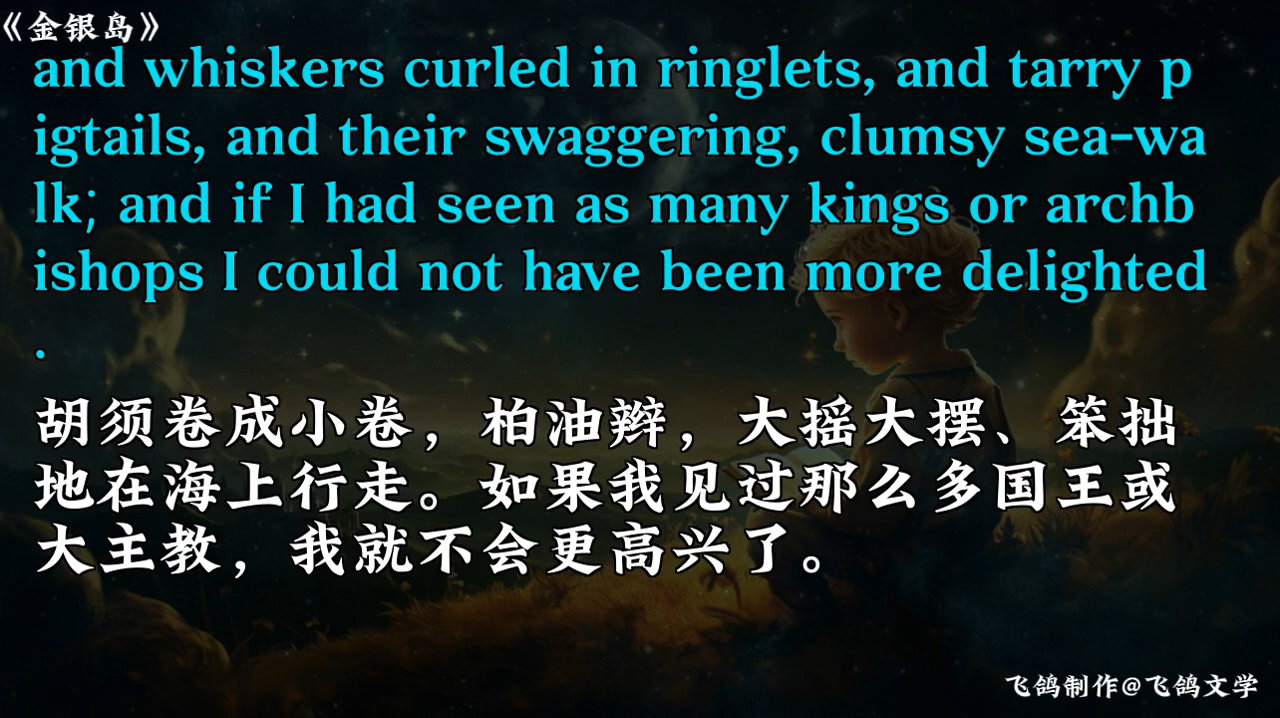 《金银岛》
and whiskers curled in ringlets, and tarry p
igtails, and their swaggering, clumsy sea-wa
lk; and if I had seen as many kings or archb
ishops I could not have been more delighted
.
胡须卷成小卷，柏油辫，大摇大摆、笨拙
地在海上行走。如果我见过那么多国王或
大主教，我就不会更高兴了。
飞鸽制作@飞鸽文学